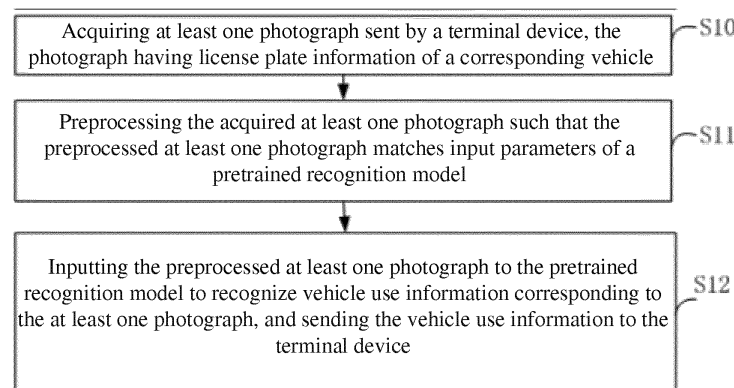 Acquiring at least one photograph sent by a terminal device, the
photograph having license plate information of a corresponding vehicle
S10
Preprocessing the acquired at least one photograph such that the
preprocessed at least one photograph matches input parameters of a
pretrained recognition model
S11
Inputting the preprocessed at least one photograph to the pretrained
recognition model to recognize vehicle use information corresponding to
the at least one photograph, and sending the vehicle use information to the
terminal device
S12